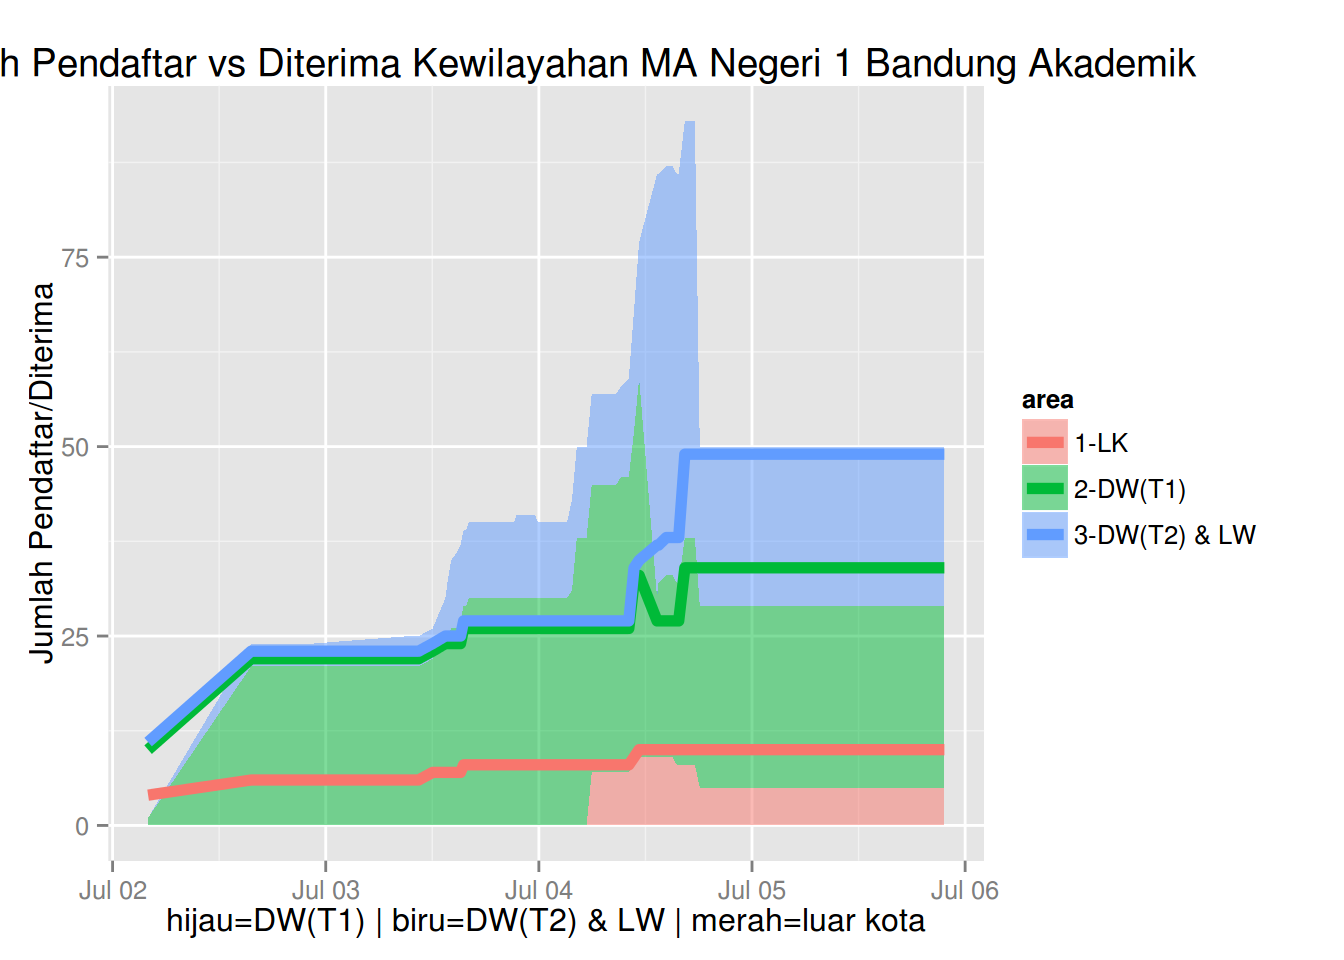 h Pendaftar vs Diterima Kewilayahan MA Negeri 1 Bandung Akademik
Jumlah Pendaftar/Diterima
75
50
25
0
Jul 02 Jul 03 Jul 04 Jul 05 Jul 06
hijau=DW(T1) | biru=DW(T2) & LW | merah=luar kota
area
1-LK
2-DW(T1)
3-DW(T2) & LW